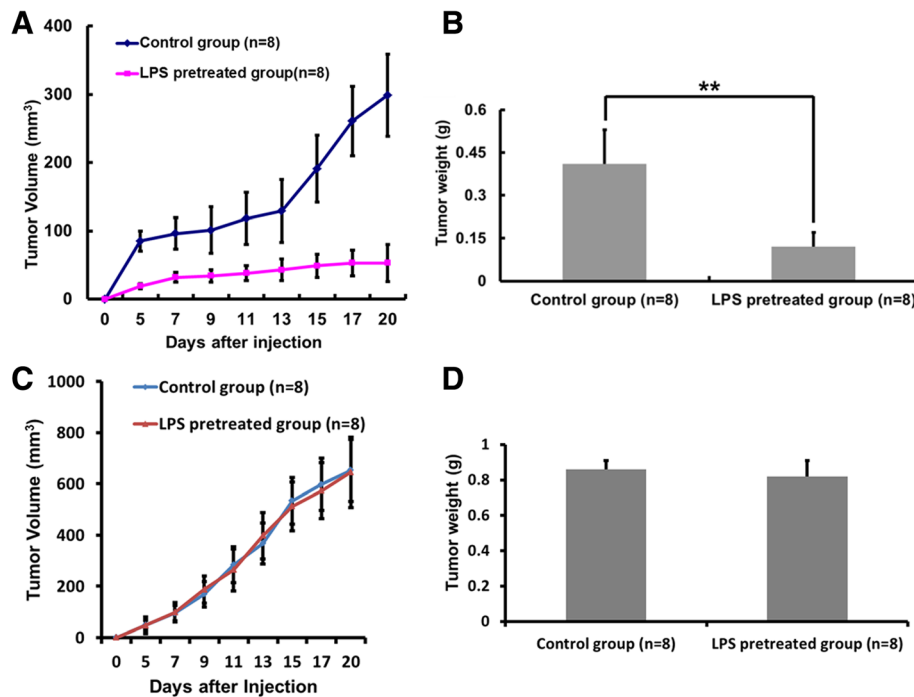 A
Tumor Volume (mm³)
400
300
200
100
0
Control group (n=8)
LPS pretreated group(n=8)
0 5 7 9 11 13 15 17 20
Days after injection
B
Tumor weight (g)
0.6
0.45
0.3
0.15
0
**
Control group (n=8) LPS pretreated group (n=8)
C
Tumor Volume (mm³)
1000
800
600
400
200
0
Control group (n=8)
LPS pretreated group (n=8)
0 5 7 9 11 13 15 17 20
Days after Injection
D
Tumor weight (g)
1
0.8
0.6
0.4
0.2
0
Control group (n=8) LPS pretreated group (n=8)